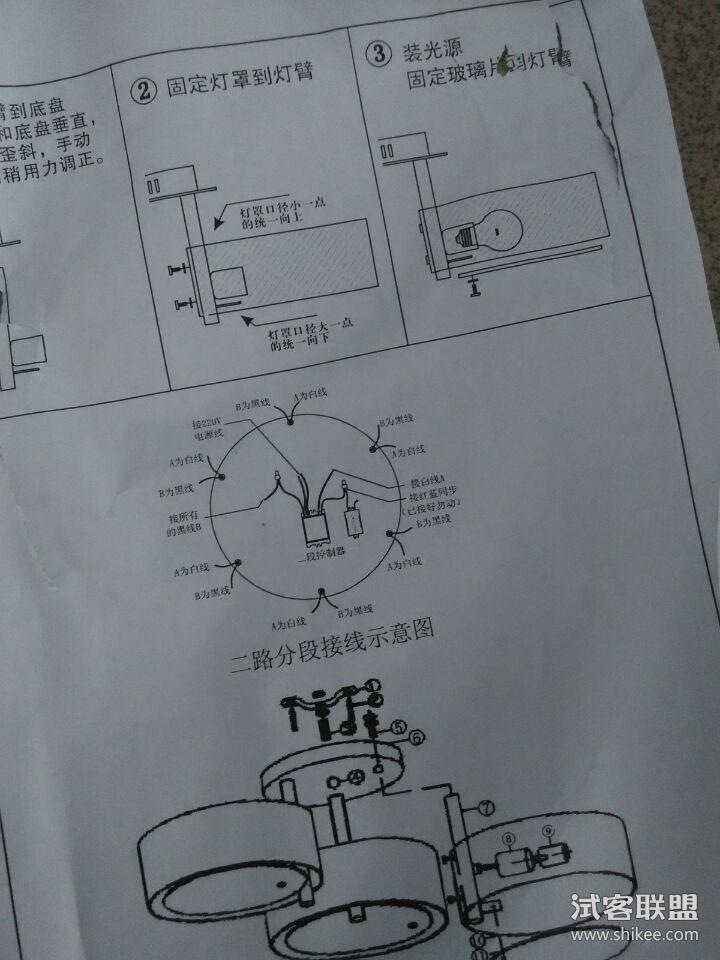 臂到底盘
和底盘垂直,
歪斜, 手动
稍用力调正。
② 固定灯罩到灯臂
灯罩口径小一点
的统一向上
灯罩口径大一点
的统一向下
③ 装光源
固定玻璃片到灯臂
B为黑线
A为白线
接220V
电源线
B为黑线
A为白线
A为白线
B为黑线
接白线A
接红蓝同步
(已接好勿动)
接所有
的黑线B
B为黑线
二段控制器
A为白线
A为白线
B为黑线
A为白线
B为黑线
二路分段接线示意图
①
⑤
⑥
④
⑦
⑧
⑨
試客联盟
www.shikee.com